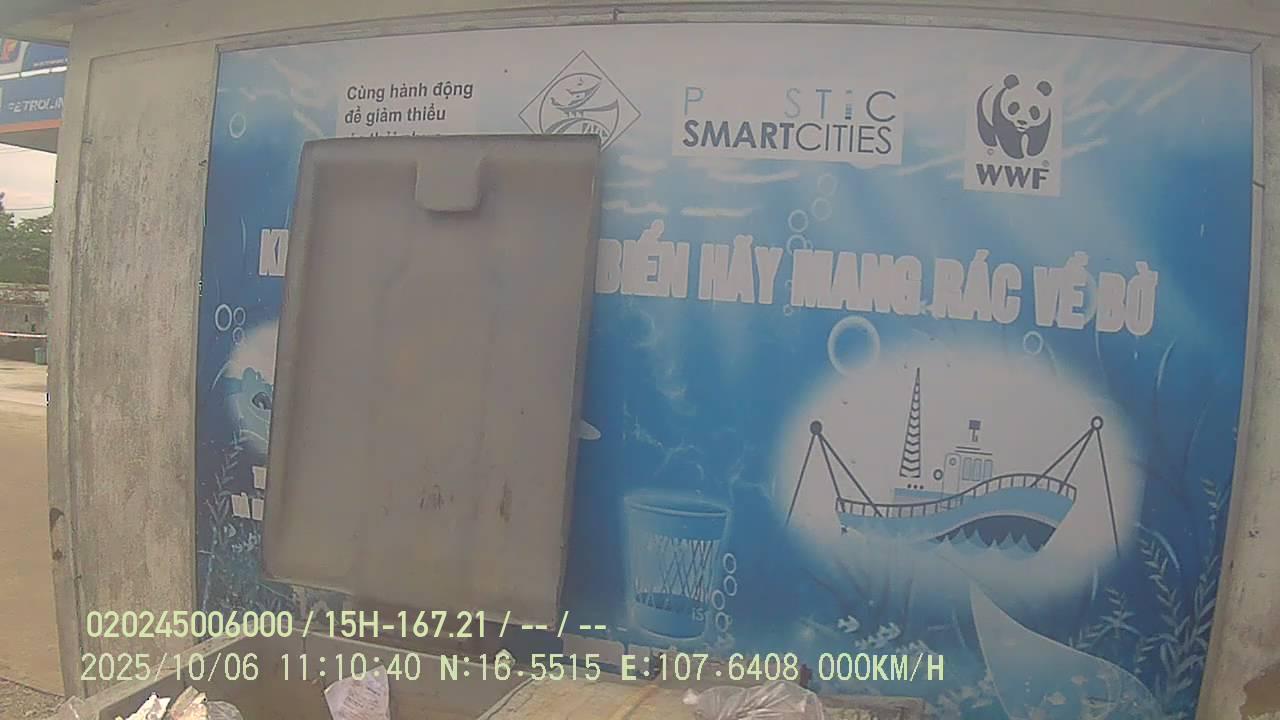 PETROLIM
Cùng hành động
để giảm thiểu
P STIC
SMARTCITIES
WWF
BIỂN HÃY MANG RÁC VỀ BỜ
020245006000 / 15H-167.21 / -- / --
2025/10/06 11:10:40 N:16.5515 E:107.6408 000KM/H